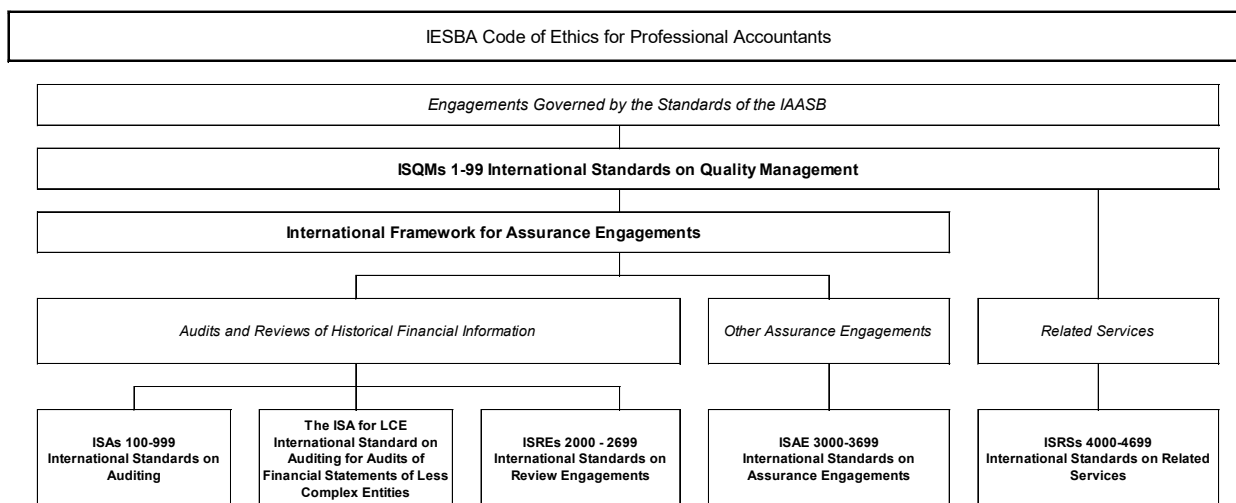 IESBA Code of Ethics for Professional Accountants
Engagements Governed by the Standards of the IAASB
ISQMs 1-99 International Standards on Quality Management
International Framework for Assurance Engagements
Audits and Reviews of Historical Financial Information
Other Assurance Engagements
Related Services
ISAs 100-999
International Standards on
Auditing
The ISA for LCE
International Standard on
Auditing for Audits of
Financial Statements of Less
Complex Entities
ISREs 2000 - 2699
International Standards on
Review Engagements
ISAE 3000-3699
International Standards on
Assurance Engagements
ISRSs 4000-4699
International Standards on Related
Services